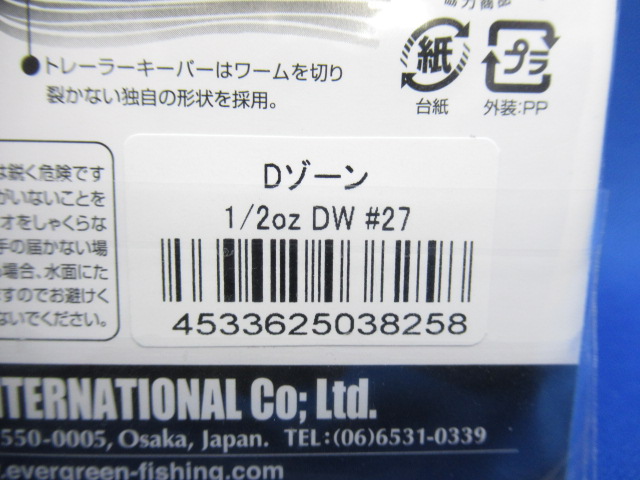 ●トレーラーキーパーはワームを切り
裂かない独自の形状を採用。
紙
台紙
プラ
外装:PP
は鋭く危険です
がいないことを
オをしゃくらな
手の届かない場
場合、水面にた
すのでお避けく
ないでください。
Dゾーン
1/2oz DW #27
4533625038258
INTERNATIONAL Co; Ltd.
550-0005, Osaka, Japan. TEL:(06)6531-0339
.evergreen-fishing.com